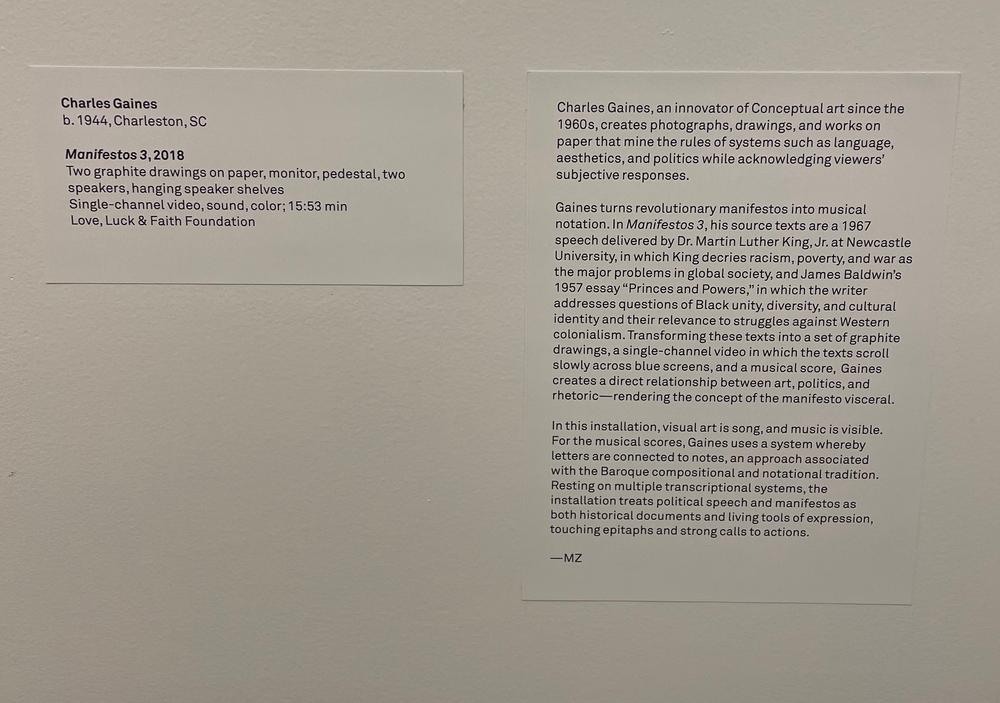 Charles Gaines
b. 1944, Charleston, SC
Manifestos 3, 2018
Two graphite drawings on paper, monitor, pedestal, two
speakers, hanging speaker shelves
Single-channel video, sound, color; 15:53 min
Love, Luck & Faith Foundation
Charles Gaines, an innovator of Conceptual art since the
1960s, creates photographs, drawings, and works on
paper that mine the rules of systems such as language,
aesthetics, and politics while acknowledging viewers'
subjective responses.
Gaines turns revolutionary manifestos into musical
notation. In Manifestos 3, his source texts are a 1967
speech delivered by Dr. Martin Luther King, Jr. at Newcastle
University, in which King decries racism, poverty, and war as
the major problems in global society, and James Baldwin's
1957 essay “Princes and Powers,” in which the writer
addresses questions of Black unity, diversity, and cultural
identity and their relevance to struggles against Western
colonialism. Transforming these texts into a set of graphite
drawings, a single-channel video in which the texts scroll
slowly across blue screens, and a musical score, Gaines
creates a direct relationship between art, politics, and
rhetoric—rendering the concept of the manifesto visceral.
In this installation, visual art is song, and music is visible.
For the musical scores, Gaines uses a system whereby
letters are connected to notes, an approach associated
with the Baroque compositional and notational tradition.
Resting on multiple transcriptional systems, the
installation treats political speech and manifestos as
both historical documents and living tools of expression,
touching epitaphs and strong calls to actions.
—MZ